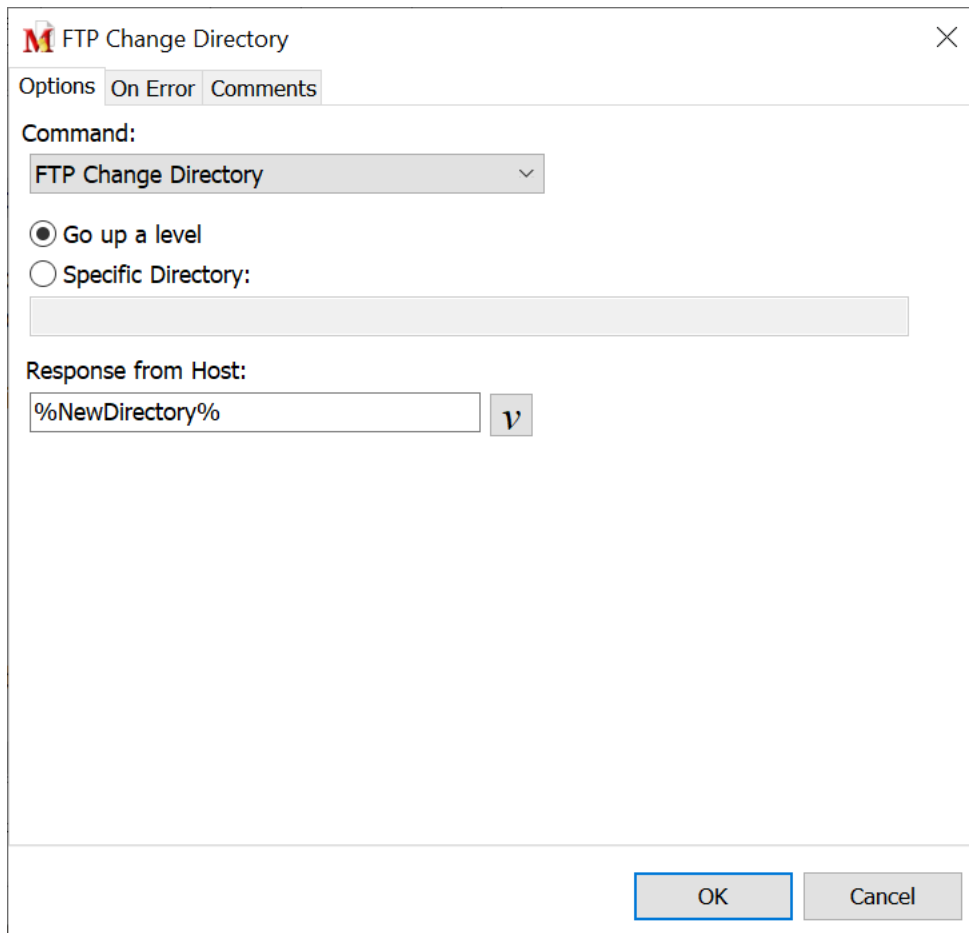 FTP Change Directory
Options On Error Comments
Command:
FTP Change Directory
Go up a level
Specific Directory:
Response from Host:
%NewDirectory%
v
OK Cancel